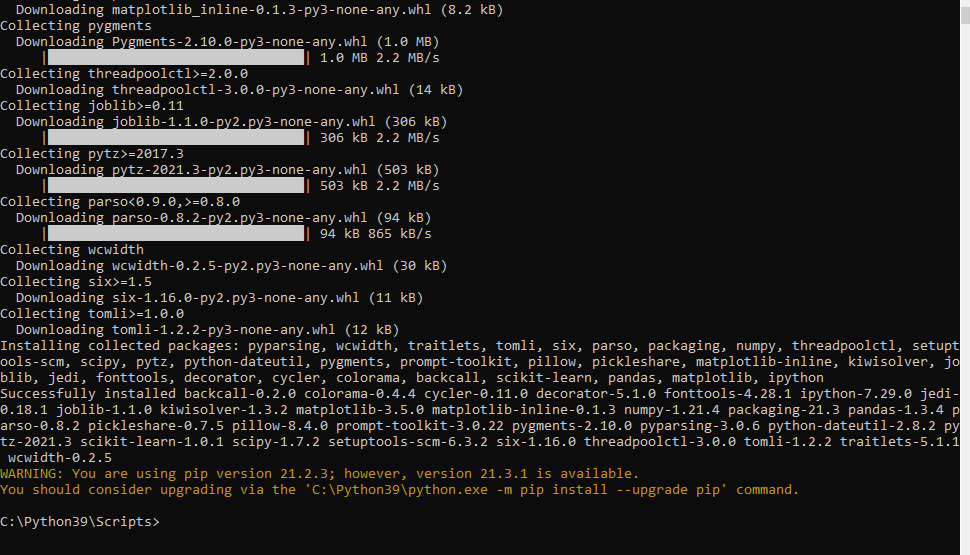 Downloading matplotlib_inline-0.1.3-py3-none-any.whl (8.2 kB)
Collecting pygments
Downloading Pygments-2.10.0-py3-none-any.whl (1.0 MB)
| | 1.0 MB 2.2 MB/s
Collecting threadpoolctl>=2.0.0
Downloading threadpoolctl-3.0.0-py3-none-any.whl (14 kB)
Collecting joblib>=0.11
Downloading joblib-1.1.0-py2.py3-none-any.whl (306 kB)
| | 306 kB 2.2 MB/s
Collecting pytz>=2017.3
Downloading pytz-2021.3-py2.py3-none-any.whl (503 kB)
| | 503 kB 2.2 MB/s
Collecting parso<0.9.0,>=0.8.0
Downloading parso-0.8.2-py2.py3-none-any.whl (94 kB)
| | 94 kB 865 kB/s
Collecting wcwidth
Downloading wcwidth-0.2.5-py2.py3-none-any.whl (30 kB)
Collecting six>=1.5
Downloading six-1.16.0-py2.py3-none-any.whl (11 kB)
Collecting tomli>=1.0.0
Downloading tomli-1.2.2-py3-none-any.whl (12 kB)
Installing collected packages: pyparsing, wcwidth, traitlets, tomli, six, parso, packaging, numpy, threadpoolctl, setupt
ools-scm, scipy, pytz, python-dateutil, pygments, prompt-toolkit, pillow, pickleshare, matplotlib-inline, kiwisolver, jo
blib, jedi, fonttools, decorator, cycler, colorama, backcall, scikit-learn, pandas, matplotlib, ipython
Successfully installed backcall-0.2.0 colorama-0.4.4 cycler-0.11.0 decorator-5.1.0 fonttools-4.28.1 ipython-7.29.0 jedi-
0.18.1 joblib-1.1.0 kiwisolver-1.3.2 matplotlib-3.5.0 matplotlib-inline-0.1.3 numpy-1.21.4 packaging-21.3 pandas-1.3.4 p
arso-0.8.2 pickleshare-0.7.5 pillow-8.4.0 prompt-toolkit-3.0.22 pygments-2.10.0 pyparsing-3.0.6 python-dateutil-2.8.2 py
tz-2021.3 scikit-learn-1.0.1 scipy-1.7.2 setuptools-scm-6.3.2 six-1.16.0 threadpoolctl-3.0.0 tomli-1.2.2 traitlets-5.1.1
wcwidth-0.2.5
WARNING: You are using pip version 21.2.3; however, version 21.3.1 is available.
You should consider upgrading via the 'C:\Python39\python.exe -m pip install --upgrade pip' command.
C:\Python39\Scripts>